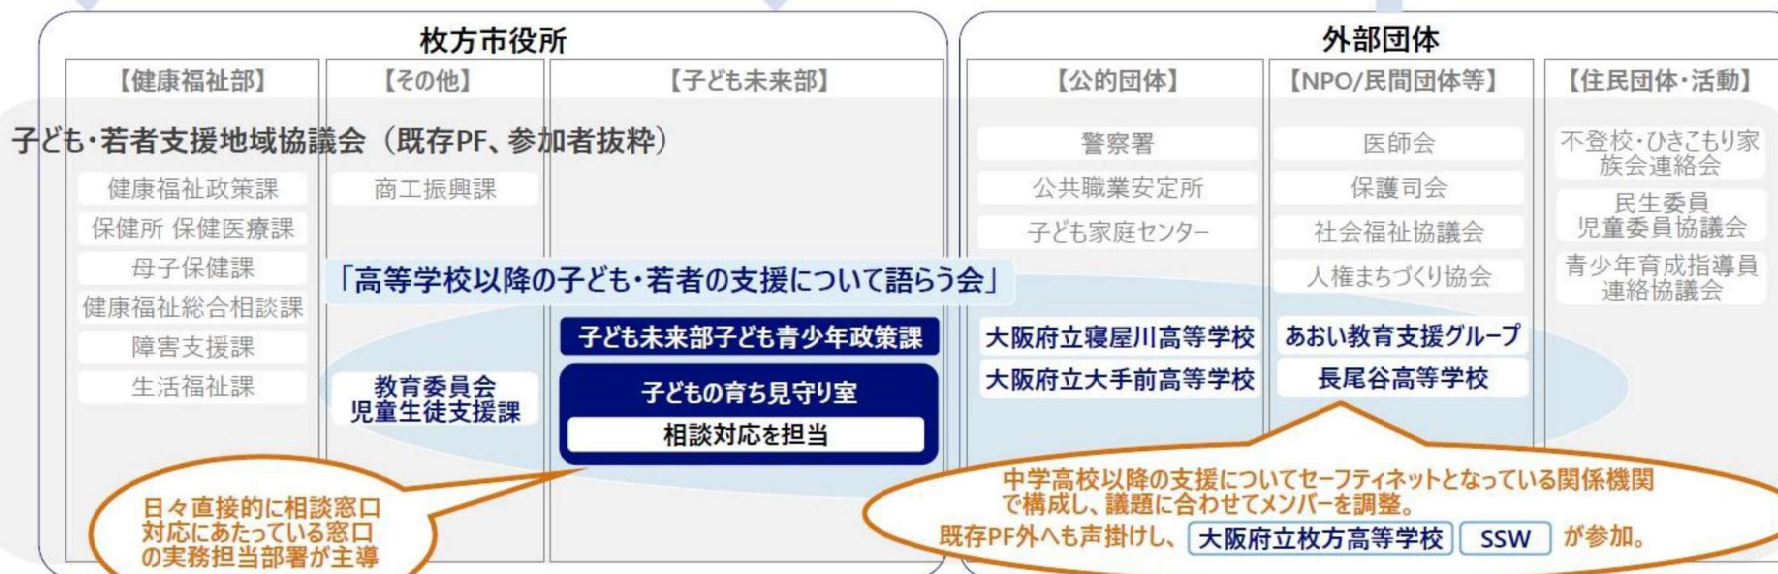 枚方市役所
外部団体
【健康福祉部】
【その他】
【子ども未来部】
【公的団体】
【NPO/民間団体等】
【住民団体・活動】
子ども・若者支援地域協議会（既存PF、参加者抜粋）
健康福祉政策課
保健所 保健医療課
母子保健課
健康福祉総合相談課
障害支援課
生活福祉課
商工振興課
警察署
公共職業安定所
子ども家庭センター
医師会
保護司会
社会福祉協議会
人権まちづくり協会
不登校・ひきこもり家
族会連絡会
民生委員
児童委員協議会
青少年育成指導員
連絡協議会
「高等学校以降の子ども・若者の支援について語らう会」
教育委員会
児童生徒支援課
子ども未来部子ども青少年政策課
子どもの育ち見守り室
相談対応を担当
大阪府立寝屋川高等学校
大阪府立大手前高等学校
あおい教育支援グループ
長尾谷高等学校
日々直接的に相談窓口
対応にあたっている窓口
の実務担当部署が主導
中学高校以降の支援についてセーフティネットとなっている関係機関
で構成し、議題に合わせてメンバーを調整。
既存PF外へも声掛けし、 大阪府立枚方高等学校 SSW が参加。